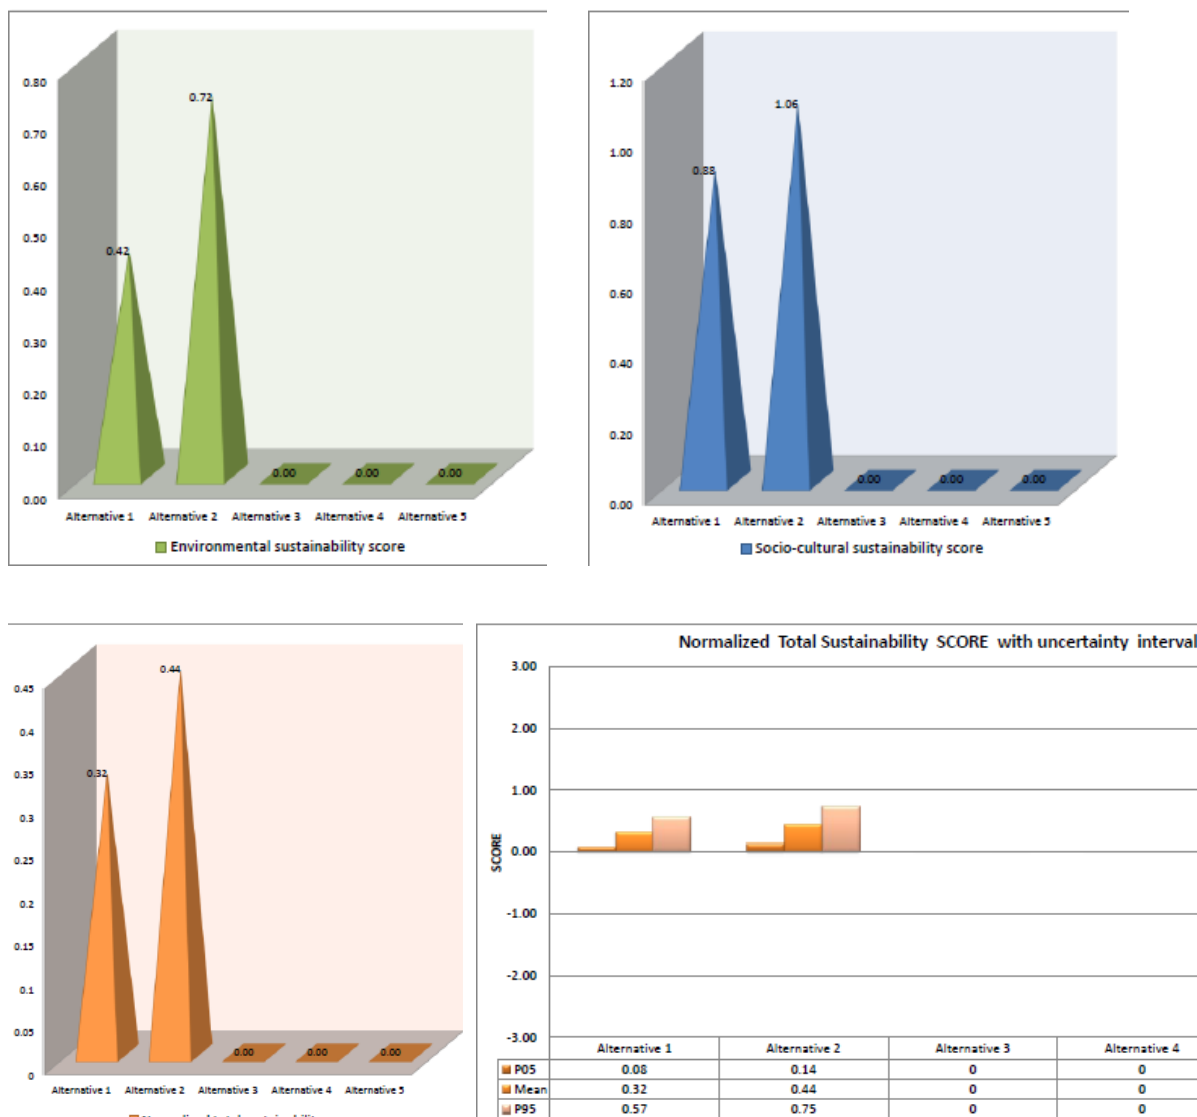 0.80
0.70
0.60
0.50
0.40
0.30
0.20
0.10
0.00
0.42
0.72
0.00 0.00 0.00
Alternative 1 Alternative 2 Alternative 3 Alternative 4 Alternative 5
Environmental sustainability score
1.20
1.00
0.80
0.60
0.40
0.20
0.00
0.88
1.06
0.00 0.00 0.00
Alternative 1 Alternative 2 Alternative 3 Alternative 4 Alternative 5
Socio-cultural sustainability score
0.45
0.4
0.35
0.3
0.25
0.2
0.15
0.1
0.05
0
0.32
0.44
0.00 0.00 0.00
Alternative 1 Alternative 2 Alternative 3 Alternative 4 Alternative 5
Normalized Total Sustainability SCORE with uncertainty interval
SCORE
3.00
2.00
1.00
0.00
-1.00
-2.00
-3.00
Alternative 1 Alternative 2 Alternative 3 Alternative 4
P05 0.08 0.14 0 0
Mean 0.32 0.44 0 0
P95 0.57 0.75 0 0